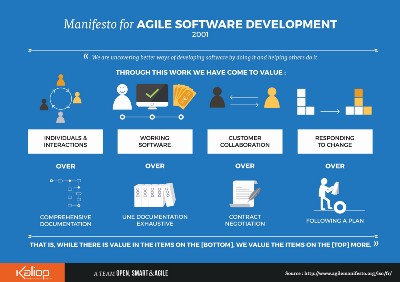 Manifesto for AGILE SOFTWARE DEVELOPMENT
2001
“ We are uncovering better ways of developing software by doing it and helping others do it.
THROUGH THIS WORK WE HAVE COME TO VALUE :
INDIVIDUALS & INTERACTIONS
WORKING SOFTWARE
CUSTOMER COLLABORATION
RESPONDING TO CHANGE
OVER
OVER
OVER
OVER
COMPREHENSIVE DOCUMENTATION
UNE DOCUMENTATION EXHAUSTIVE
CONTRACT NEGOTIATION
FOLLOWING A PLAN
THAT IS, WHILE THERE IS VALUE IN THE ITEMS ON THE [BOTTOM], WE VALUE THE ITEMS ON THE [TOP] MORE. ”
Kaliop
A TEAM OPEN, SMART & AGILE
Source : http://www.agilemanifesto.org/iso/fr/